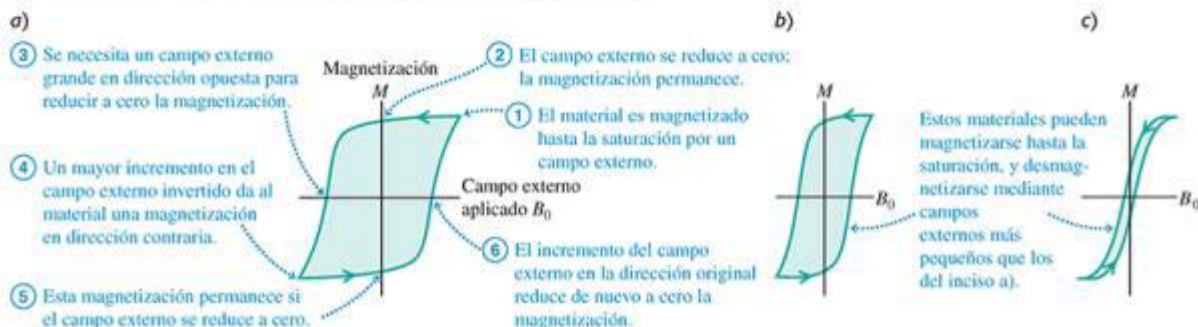 a)
③ Se necesita un campo externo
grande en dirección opuesta para
reducir a cero la magnetización.
Magnetización
M
② El campo externo se reduce a cero;
la magnetización permanece.
① El material es magnetizado
hasta la saturación por un
campo externo.
④ Un mayor incremento en el
campo externo invertido da al
material una magnetización
en dirección contraria.
Campo externo
aplicado B₀
⑤ Esta magnetización permanece si
el campo externo se reduce a cero.
⑥ El incremento del campo
externo en la dirección original
reduce de nuevo a cero la
magnetización.
b)
M
B₀
Estos materiales pueden
magnetizarse hasta la
saturación, y desmag-
netizarse mediante
campos
externos más
pequeños que los
del inciso a).
c)
M
B₀